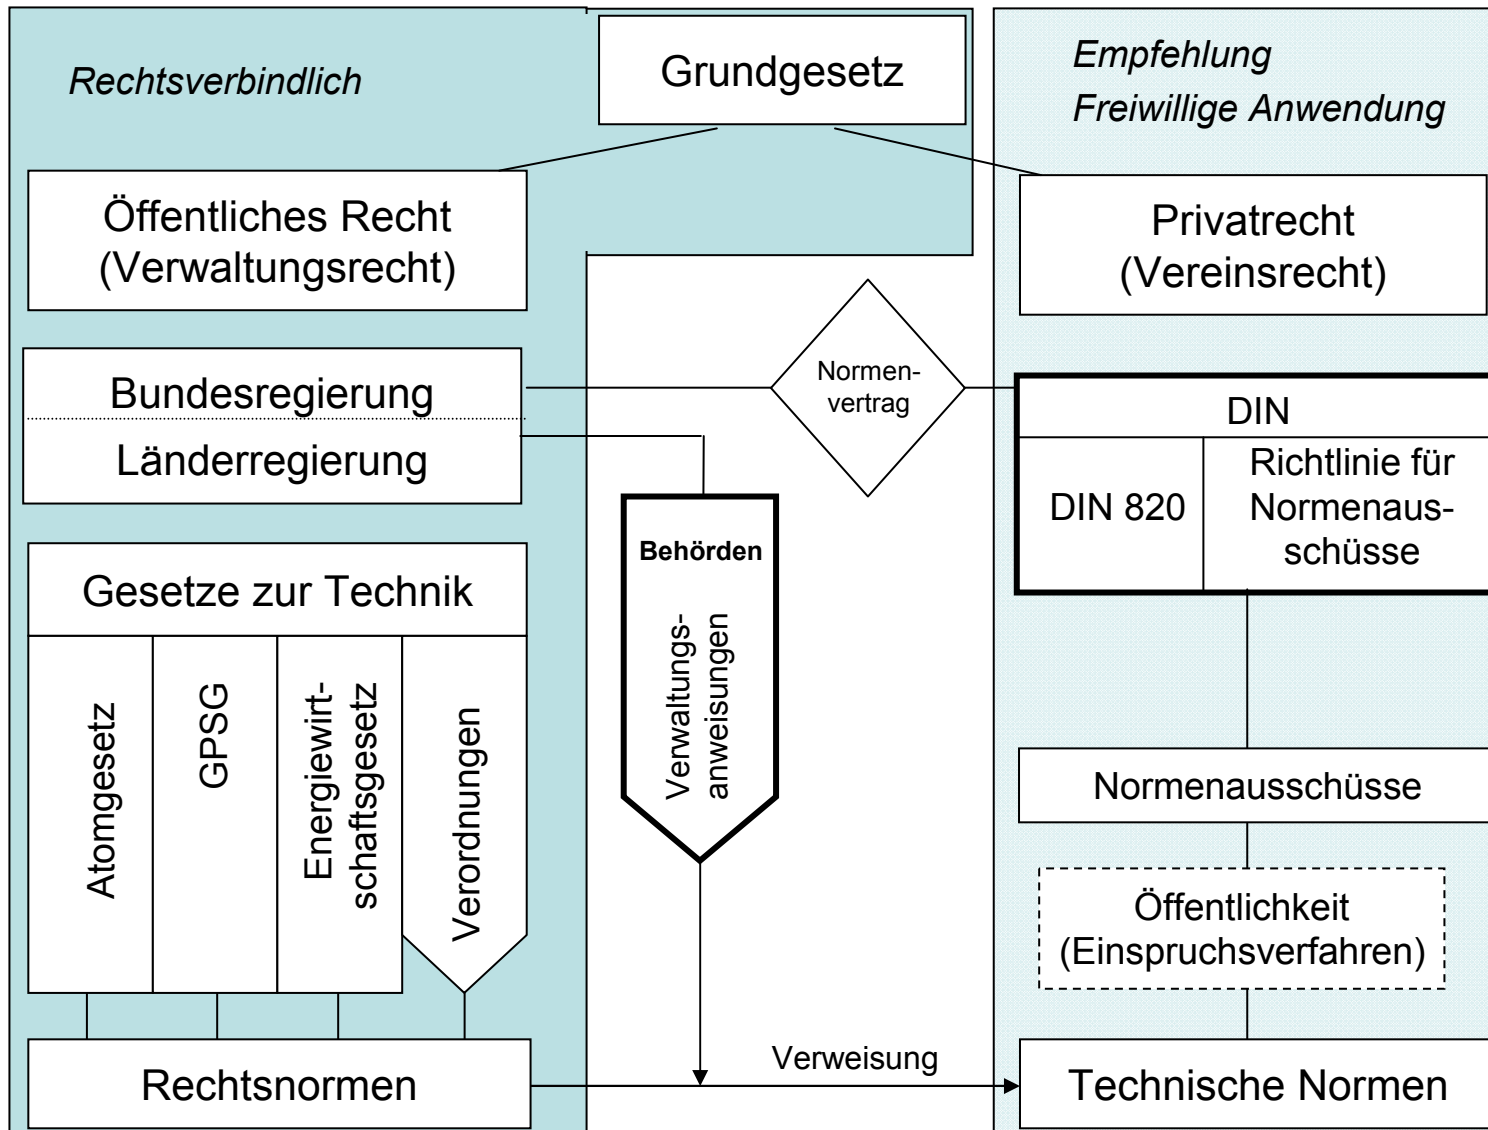 Rechtsverbindlich
Grundgesetz
Empfehlung
Freiwillige Anwendung
Öffentliches Recht
(Verwaltungsrecht)
Privatrecht
(Vereinsrecht)
Bundesregierung
Länderregierung
Normen-
vertrag
DIN
DIN 820
Richtlinie für
Normenaus-
schüsse
Behörden
Verwaltungs-
anweisungen
Gesetze zur Technik
Atomgesetz
GPSG
Energiewirt-
schaftsgesetz
Verordnungen
Normenausschüsse
Öffentlichkeit
(Einspruchsverfahren)
Rechtsnormen
Verweisung
Technische Normen